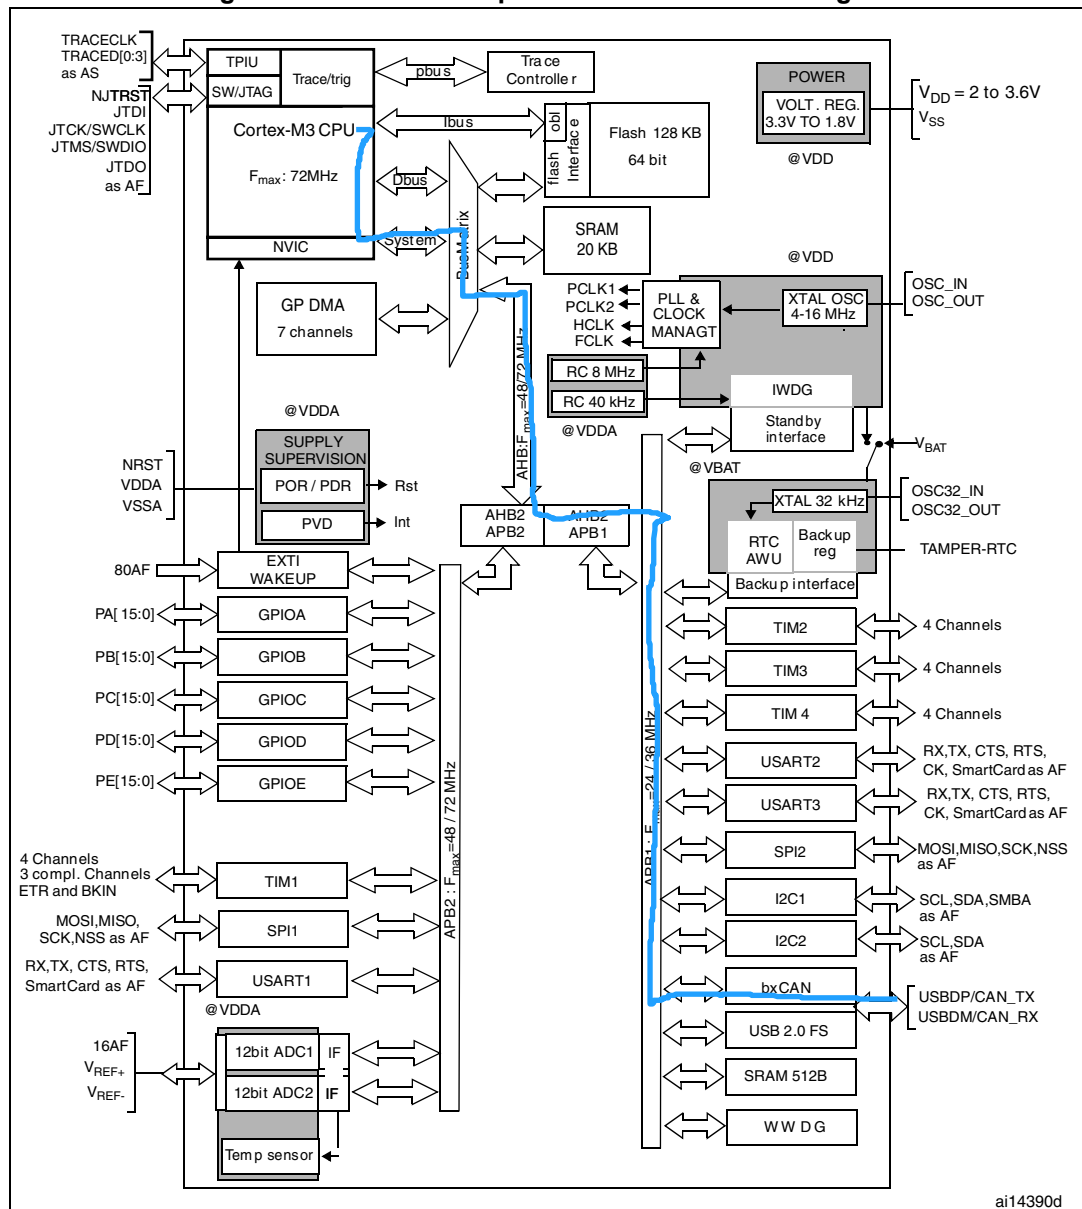 TRACECLK
TRACED[0:3]
as AS
TPIU
SW/JTAG
Trace/trig
pbus
Trace
Controller
POWER
VOLT. REG.
3.3V TO 1.8V
@VDD
VDD = 2 to 3.6V
VSS
NJTRST
JTDI
JTCK/SWCLK
JTMS/SWDIO
JTDO
as AF
Cortex-M3 CPU
Fmax: 72MHz
NVIC
Ibus
Dbus
System
BusMatrix
flash obl
Interface
Flash 128 KB
64 bit
SRAM
20 KB
GP DMA
7 channels
PCLK1
PCLK2
HCLK
FCLK
PLL &
CLOCK
MANAGT
@VDD
XTAL OSC
4-16 MHz
OSC_IN
OSC_OUT
RC 8 MHz
RC 40 kHz
@VDDA
IWDG
Standby
interface
VBAT
@VBAT
AHB:Fmax=48/72 MHz
@VDDA
SUPPLY
SUPERVISION
NRST
VDDA
VSSA
POR / PDR
Rst
PVD
Int
AHB2
APB2
AHB2
APB1
XTAL 32 kHz
OSC32_IN
OSC32_OUT
RTC
AWU
Backup
reg
TAMPER-RTC
Backup interface
80AF
EXTI
WAKEUP
PA[ 15:0]
GPIOA
PB[15:0]
GPIOB
PC[15:0]
GPIOC
PD[15:0]
GPIOD
PE[15:0]
GPIOE
4 Channels
3 compl. Channels
ETR and BKIN
TIM1
MOSI,MISO,
SCK,NSS as AF
SPI1
RX,TX, CTS, RTS,
SmartCard as AF
USART1
@VDDA
16AF
VREF+
VREF-
12bit ADC1
IF
12bit ADC2
IF
Temp sensor
APB2 : Fmax=48 / 72 MHz
APB1 : Fmax=24 / 36 MHz
TIM2
4 Channels
TIM3
4 Channels
TIM 4
4 Channels
USART2
RX,TX, CTS, RTS,
CK, SmartCard as AF
USART3
RX,TX, CTS, RTS,
CK, SmartCard as AF
SPI2
MOSI,MISO,SCK,NSS
as AF
I2C1
SCL,SDA,SMBA
as AF
I2C2
SCL,SDA
as AF
bxCAN
USBDP/CAN_TX
USBDM/CAN_RX
USB 2.0 FS
SRAM 512B
WWDG
ai14390d